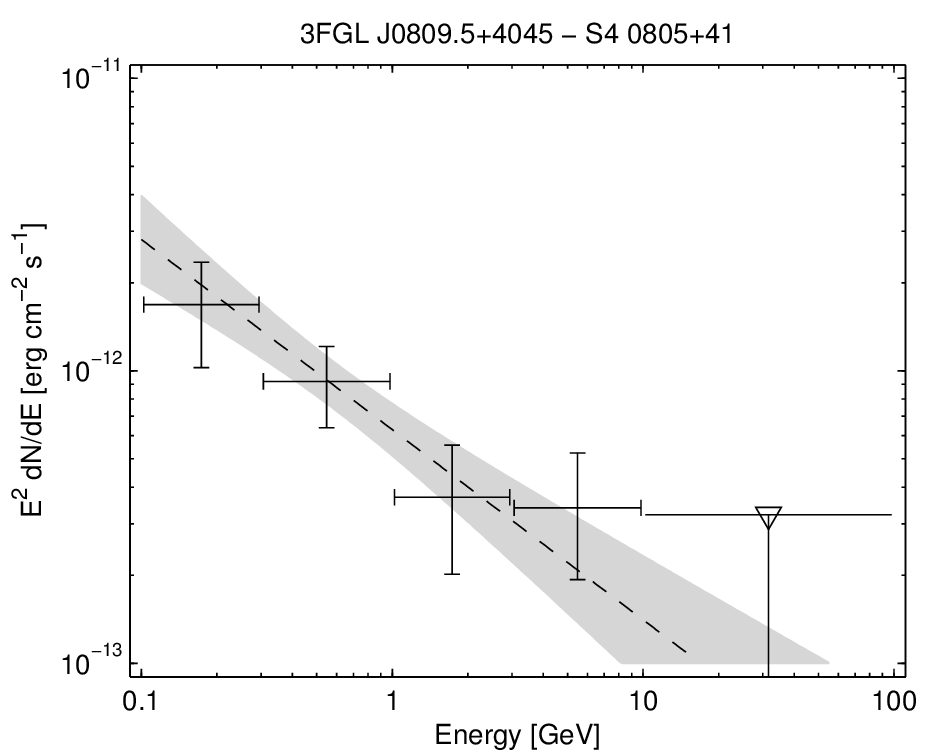 3FGL J0809.5+4045 − S4 0805+41
10⁻¹¹
10⁻¹²
10⁻¹³
E² dN/dE [erg cm⁻² s⁻¹]
0.1 1 10 100
Energy [GeV]